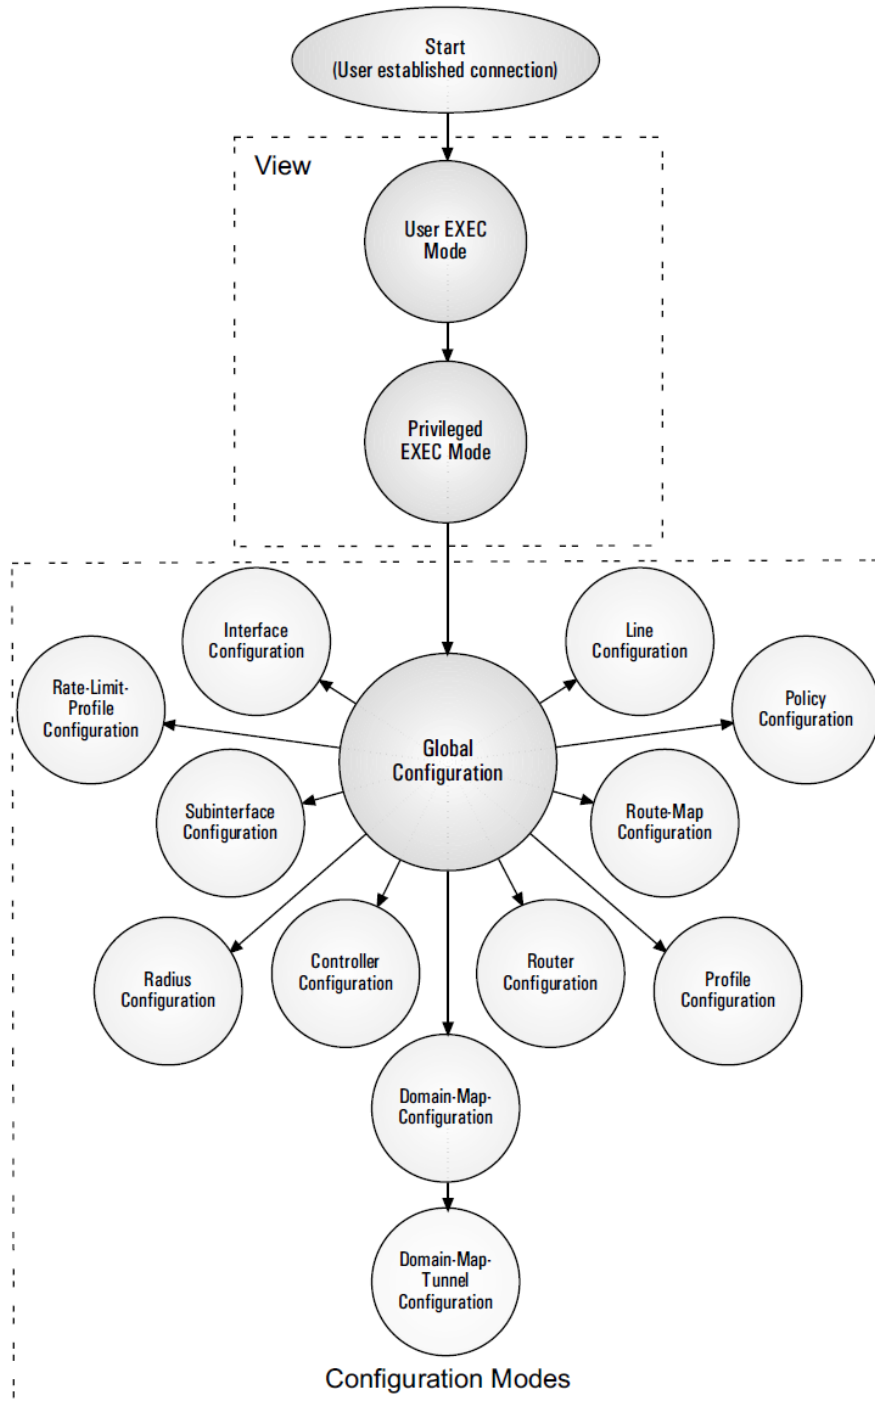 Start
(User established connection)
View
User EXEC
Mode
Privileged
EXEC Mode
Interface
Configuration
Line
Configuration
Rate-Limit-
Profile
Configuration
Policy
Configuration
Global
Configuration
Subinterface
Configuration
Route-Map
Configuration
Radius
Configuration
Controller
Configuration
Router
Configuration
Profile
Configuration
Domain-Map-
Configuration
Domain-Map-
Tunnel
Configuration
Configuration Modes